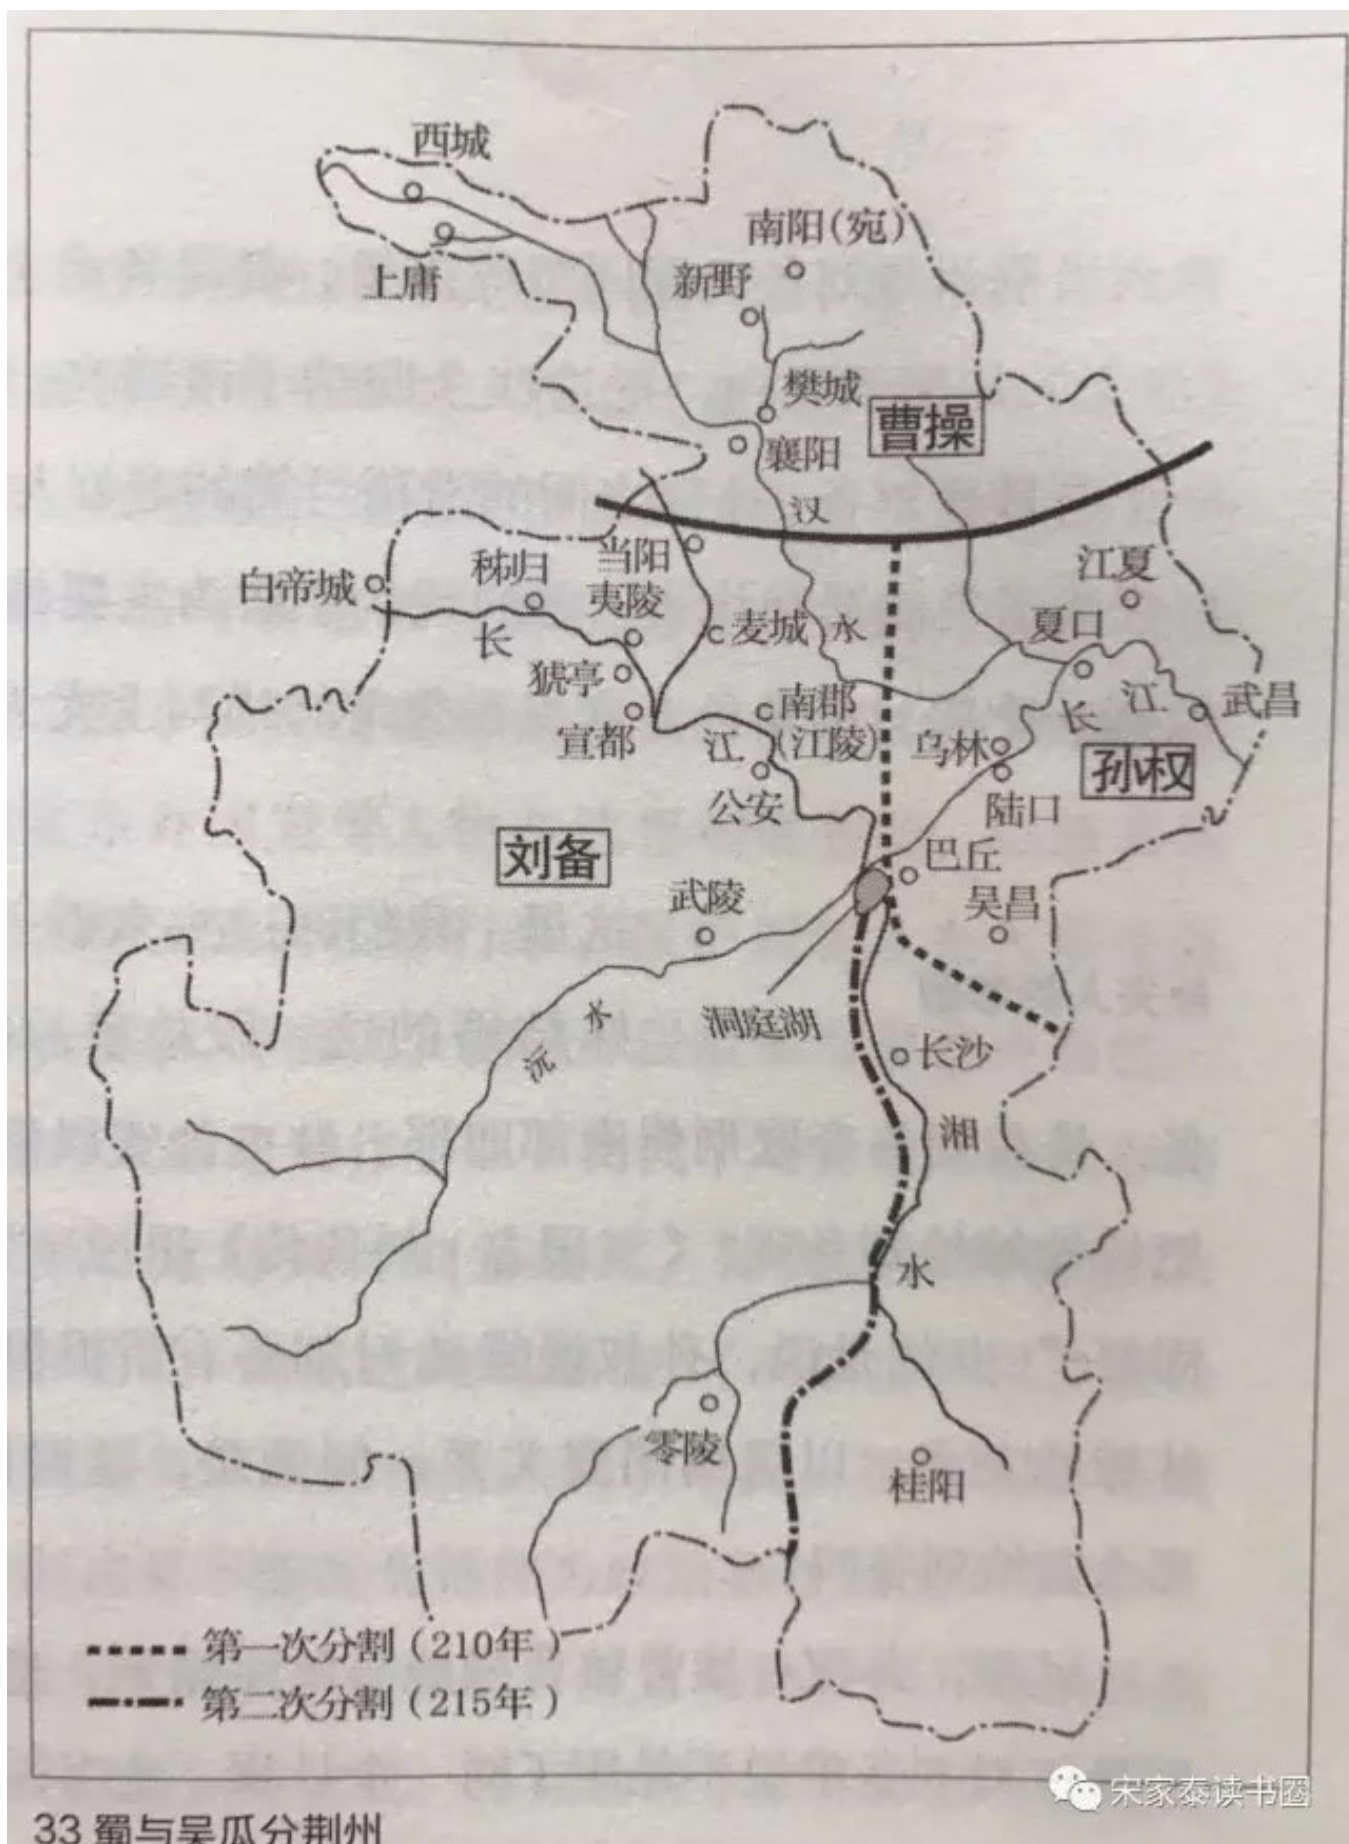 西城
上庸
南阳(宛)
新野
樊城
曹操
襄阳
汉
当阳
秭归
夷陵
白帝城
江夏
夏口
长
麦城
水
猇亭
宣都
南郡
(江陵)
江
公安
乌林
长
江
武昌
孙权
陆口
刘备
巴丘
武陵
吴昌
洞庭湖
沅
水
长沙
湘
水
零陵
桂阳
第一次分割(210年)
第二次分割(215年)
宋家泰读书圈
33 蜀与吴瓜分荆州